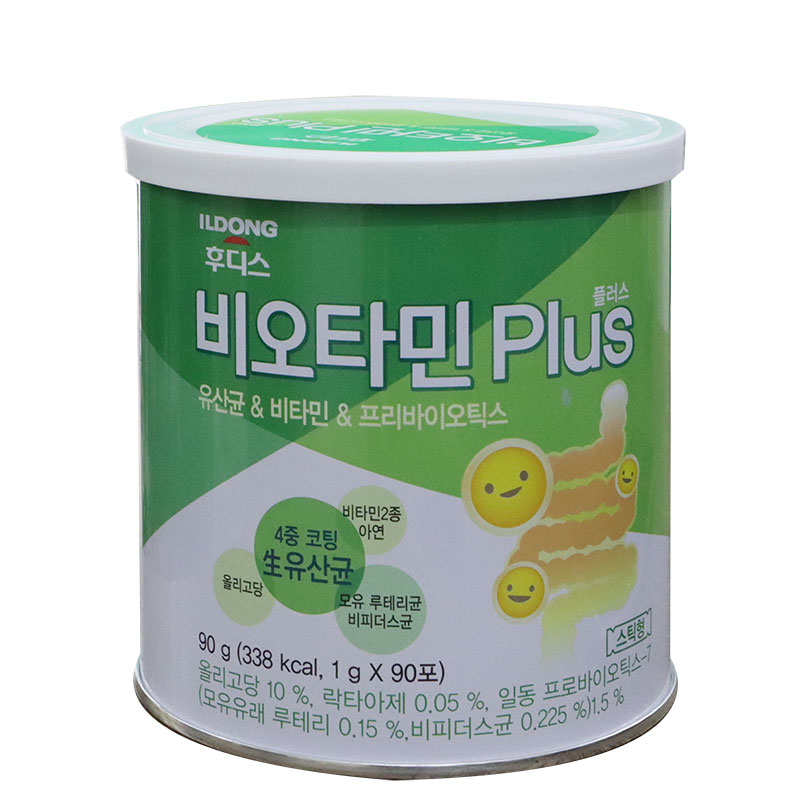 비오타민 Plus
ILDONG
후디스
플러스
비오타민 Plus
유산균 & 비타민 & 프리바이오틱스
&
비타민2종
아연
4중 코팅
生유산균
올리고당
모유 루테리균
비피더스균
스틱형
90 g (338 kcal, 1 g X 90포)
올리고당 10 %, 락타아제 0.05 %, 일동 프로바이오틱스-7
(모유유래 루테리 0.15 %,비피더스균 0.225 %)1.5 %